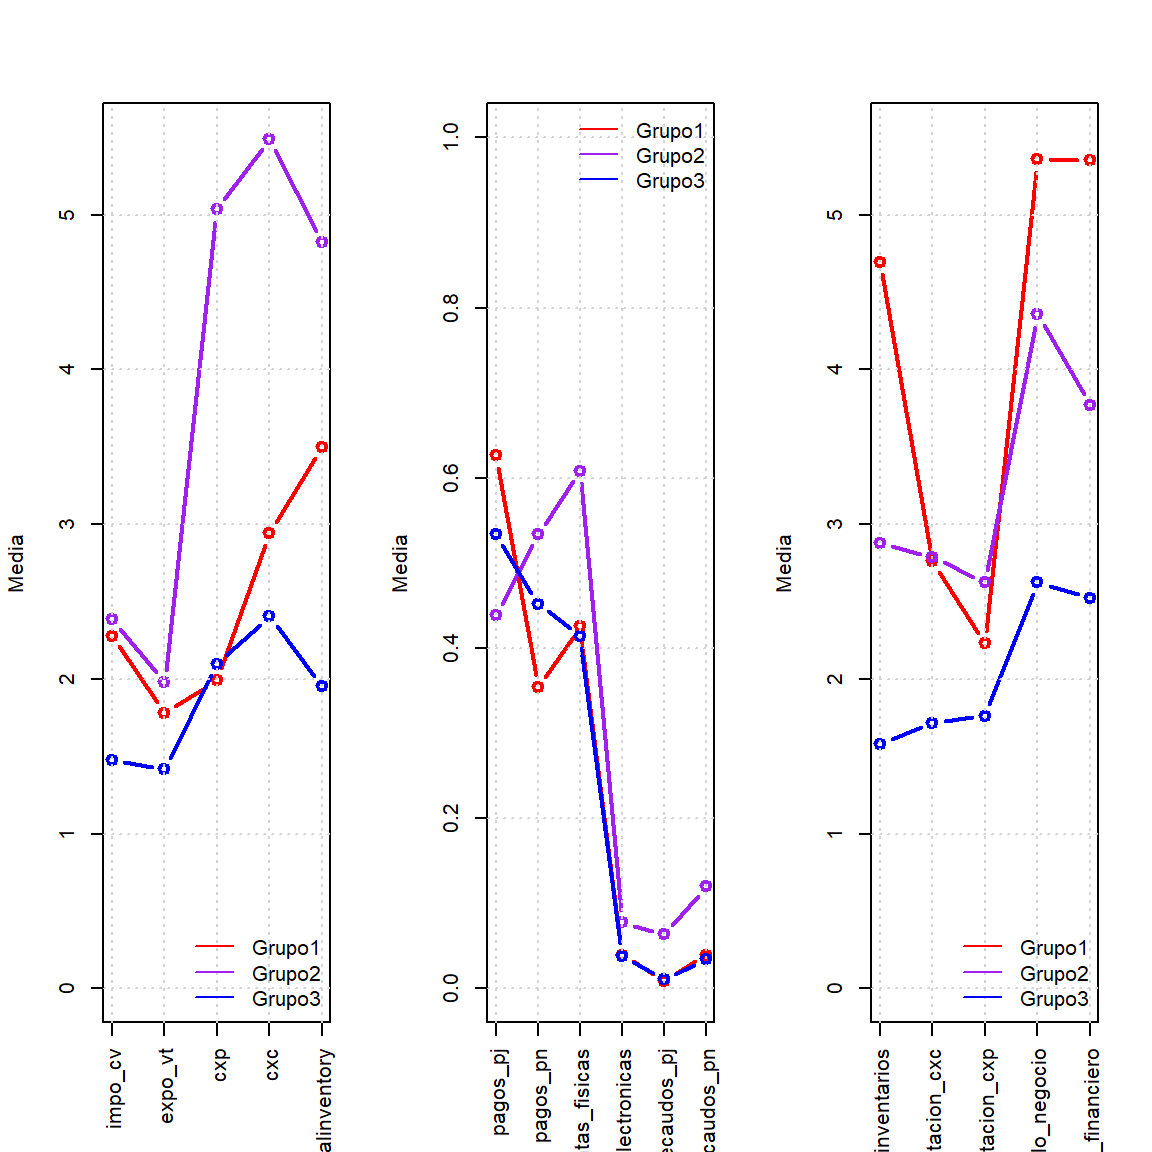 Media
5
4
3
2
1
0
Grupo1
Grupo2
Grupo3
impo_cv
expo_vt
cxp
cxc
alinventory
Media
1.0
0.8
0.6
0.4
0.2
0.0
Grupo1
Grupo2
Grupo3
pagos_pj
pagos_pn
tas_fisicas
lectronicas
ecaudos_pj
caudos_pn
Media
5
4
3
2
1
0
Grupo1
Grupo2
Grupo3
inventarios
tacion_cxc
tacion_cxp
lo_negocio
_financiero